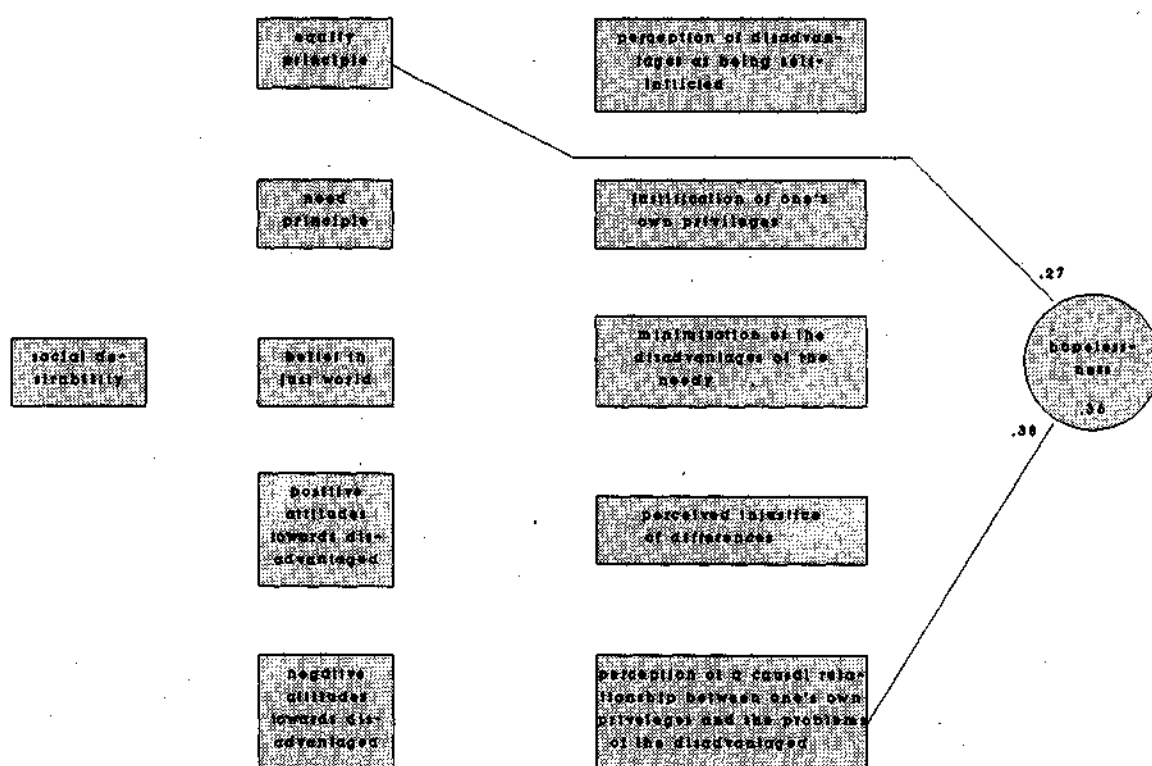 equity
principle
perception of disadvan-
tages as being self-
inflicted
need
principle
justification of one's
own privileges
.27
social de-
sirability
belief in
just world
minimization of the
disadvantages of the
needy
hopeless-
ness
.35
.38
positive
attitudes
towards dis-
advantaged
perceived injustice
of differences
negative
attitudes
towards dis-
advantaged
perception of a causal rela-
tionship between one's own
privileges and the problems
of the disadvantaged